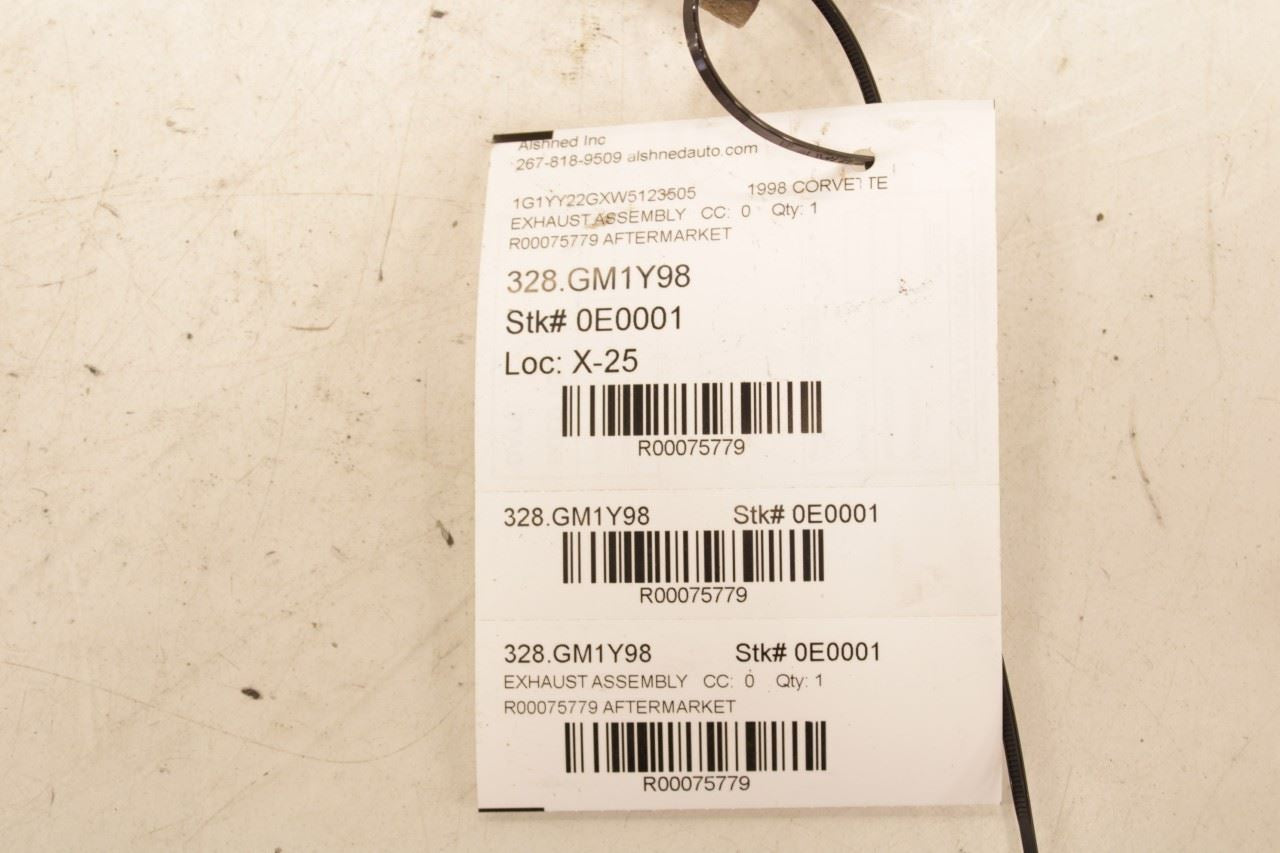 Alshned Inc
267-818-9509 alshnedauto.com
1G1YY22GXW5123505 1998 CORVETTE
EXHAUST ASSEMBLY CC: 0 Qty: 1
R00075779 AFTERMARKET
328.GM1Y98
Stk# 0E0001
Loc: X-25
R00075779
328.GM1Y98 Stk# 0E0001
R00075779
328.GM1Y98 Stk# 0E0001
EXHAUST ASSEMBLY CC: 0 Qty: 1
R00075779 AFTERMARKET
R00075779